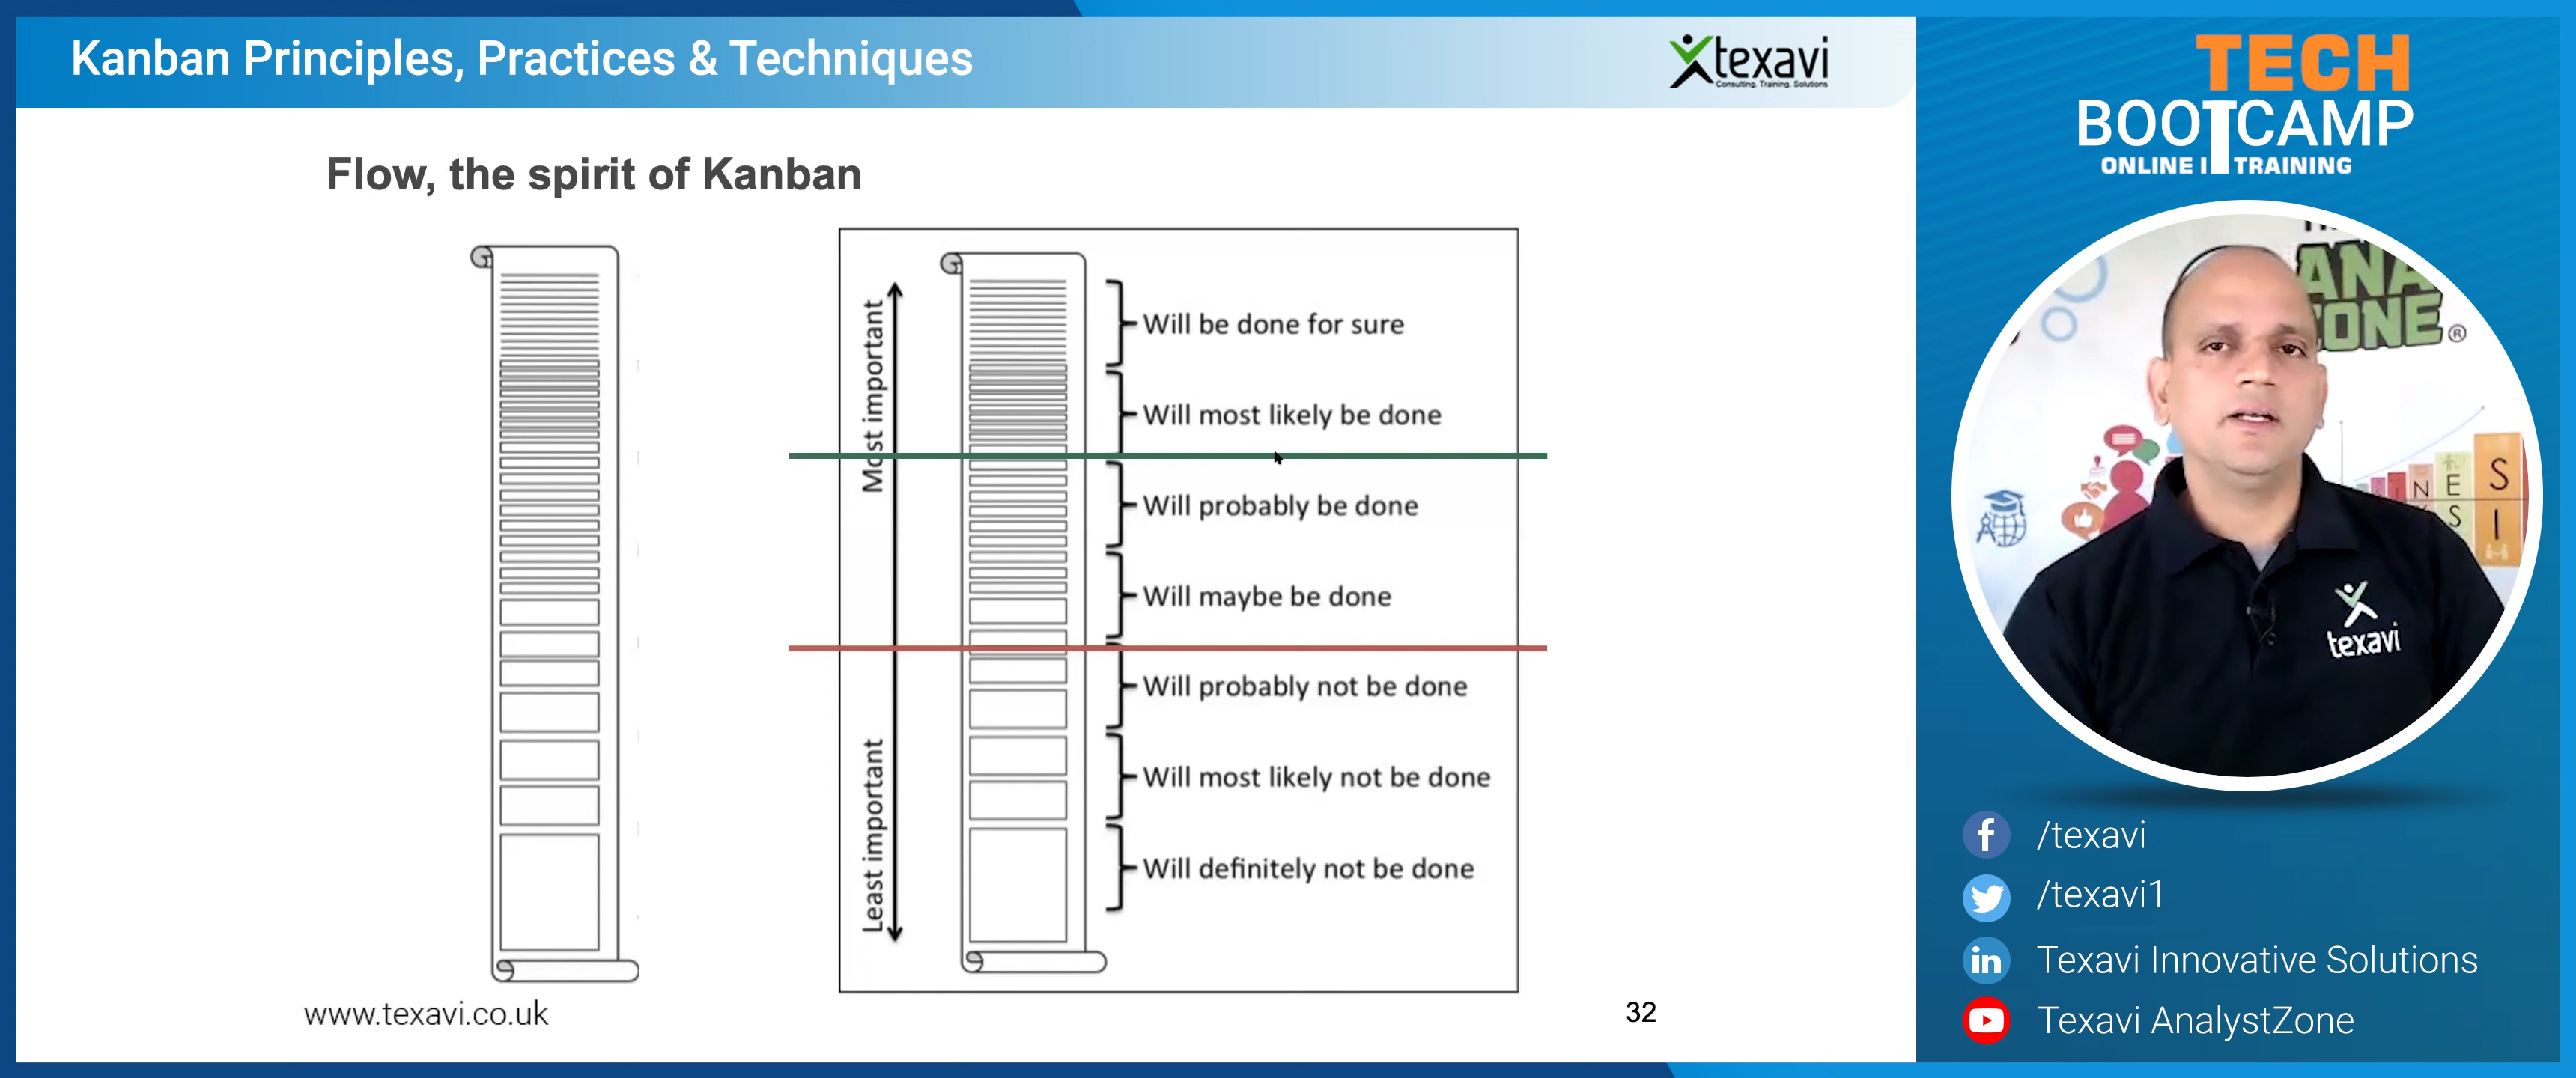 Kanban Principles, Practices & Techniques
texavi
Consulting. Training. Solutions
Flow, the spirit of Kanban
Most important
Least important
Will be done for sure
Will most likely be done
Will probably be done
Will maybe be done
Will probably not be done
Will most likely not be done
Will definitely not be done
www.texavi.co.uk
32
TECH
BOOTCAMP
ONLINE IT TRAINING
ANA
ONE®
N E S
S I
texavi
/texavi
/texavi1
Texavi Innovative Solutions
Texavi AnalystZone